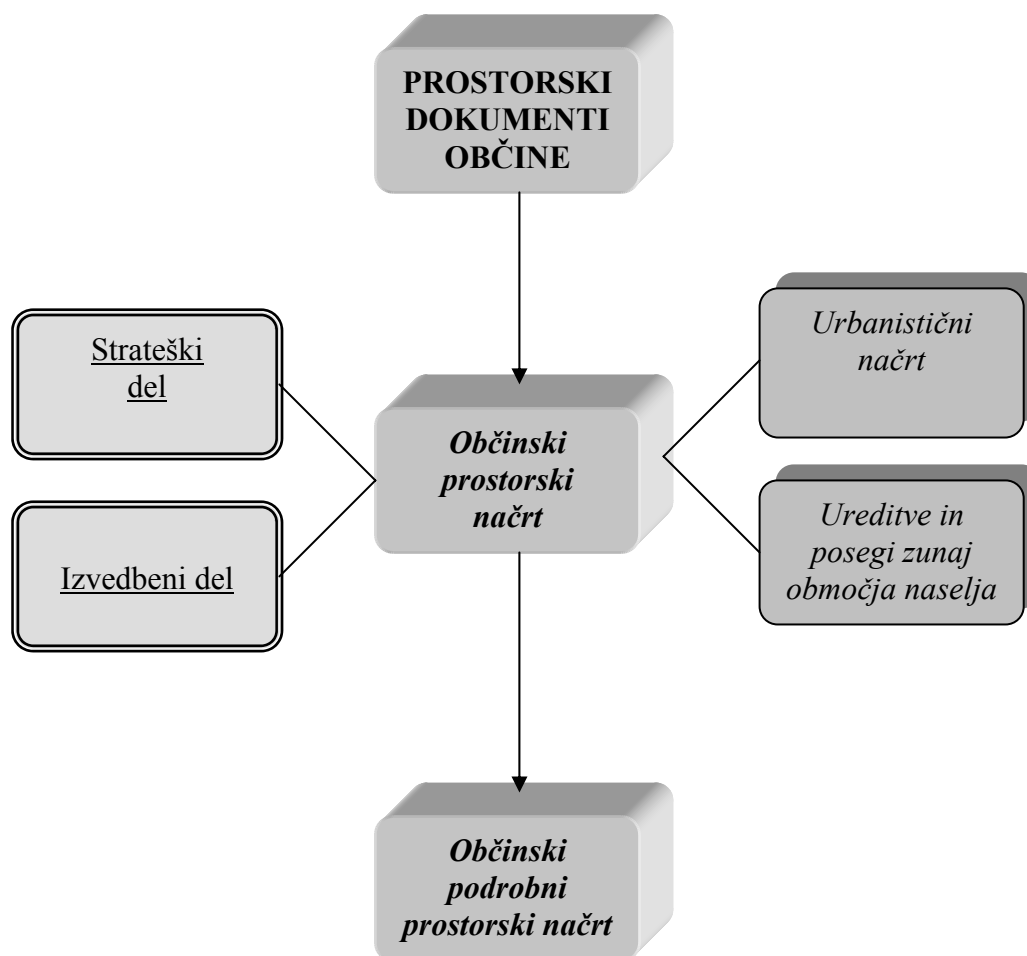 PROSTORSKI
DOKUMENTI
OBČINE
Strateški
del
Urbanistični
načrt
Občinski
prostorski
načrt
Izvedbeni del
Ureditve in
posegi zunaj
območja naselja
Občinski
podrobni
prostorski načrt